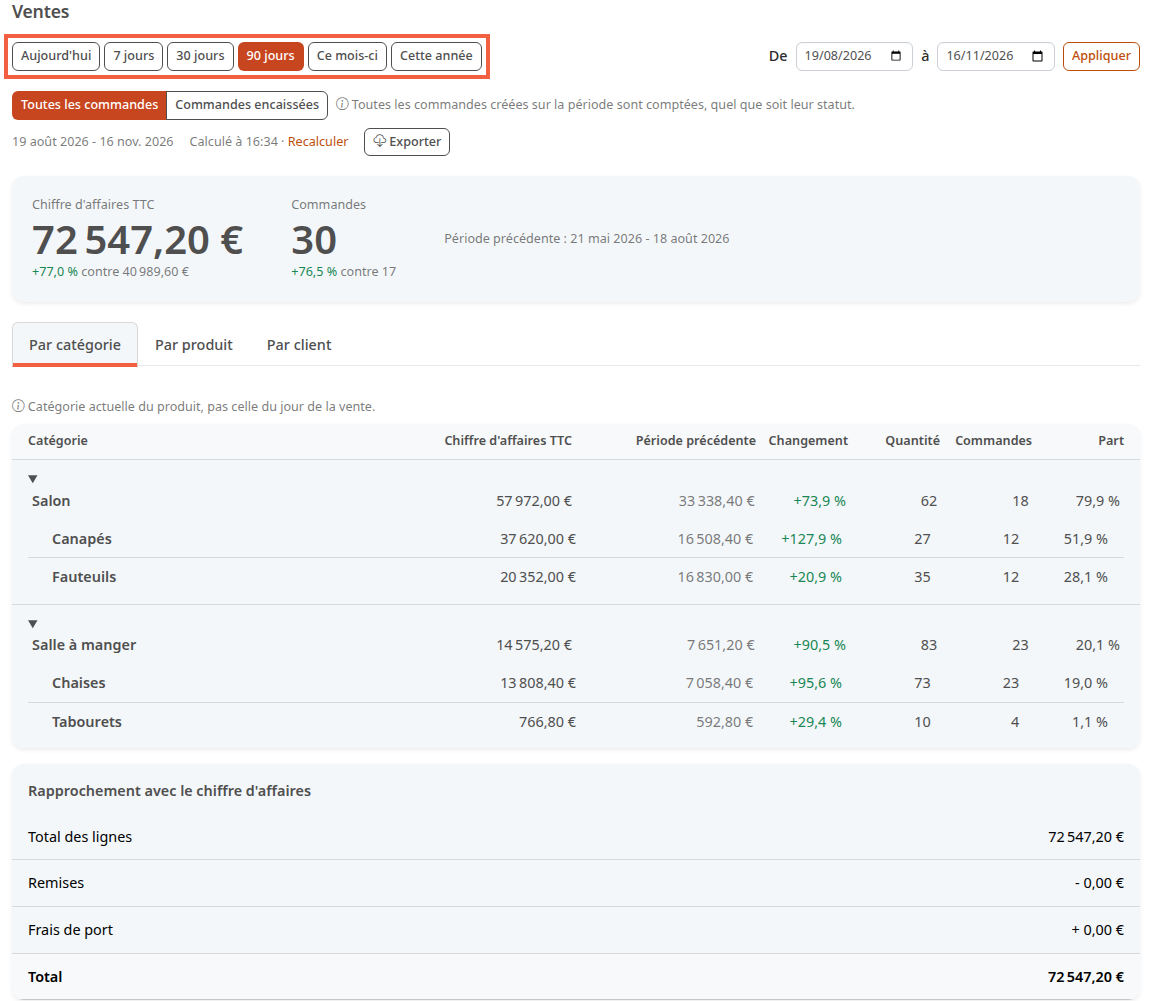 Ventes
Aujourd'hui 7 jours 30 jours 90 jours Ce mois-ci Cette année De 19/08/2026 à 16/11/2026 Appliquer
Toutes les commandes Commandes encaissées Toutes les commandes créées sur la période sont comptées, quel que soit leur statut.
19 août 2026 - 16 nov. 2026 Calculé à 16:34 · Recalculer Exporter
Chiffre d'affaires TTC Commandes
72 547,20 € 30 Période précédente : 21 mai 2026 - 18 août 2026
+77,0 % contre 40 989,60 € +76,5 % contre 17
Par catégorie Par produit Par client
Catégorie actuelle du produit, pas celle du jour de la vente.
Catégorie Chiffre d'affaires TTC Période précédente Changement Quantité Commandes Part
Salon 57 972,00 € 33 338,40 € +73,9 % 62 18 79,9 %
Canapés 37 620,00 € 16 508,40 € +127,9 % 27 12 51,9 %
Fauteuils 20 352,00 € 16 830,00 € +20,9 % 35 12 28,1 %
Salle à manger 14 575,20 € 7 651,20 € +90,5 % 83 23 20,1 %
Chaises 13 808,40 € 7 058,40 € +95,6 % 73 23 19,0 %
Tabourets 766,80 € 592,80 € +29,4 % 10 4 1,1 %
Rapprochement avec le chiffre d'affaires
Total des lignes 72 547,20 €
Remises - 0,00 €
Frais de port + 0,00 €
Total 72 547,20 €